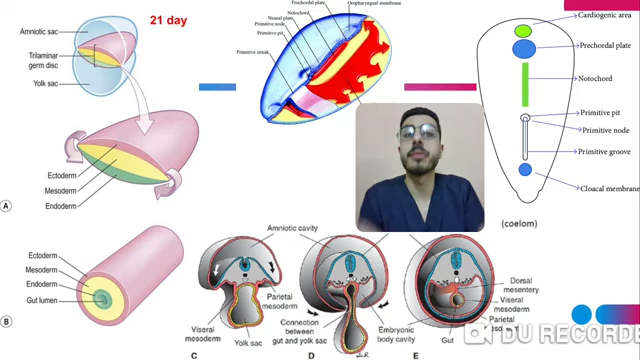 21 day
Amniotic sac
Trilaminar
germ disc
Yolk sac
Ectoderm
Mesoderm
Endoderm
A
Ectoderm
Mesoderm
Endoderm
Gut lumen
B
Prechordal plate
Notochord
Neural plate
Primitive node
Primitive pit
Primitive streak
Oropharyngeal membrane
Cardiogenic area
Prechordal plate
Notochord
Primitive pit
Primitive node
Primitive groove
Cloacal membrane
(coelom)
Amniotic cavity
Parietal
mesoderm
Viseral
mesoderm
Yolk sac
C
Connection
between
gut and yolk sac
D
Embryonic
body cavity
Dorsal
mesentery
Viseral
mesoderm
Parietal
mesoderm
Gut
E
DU RECORDE